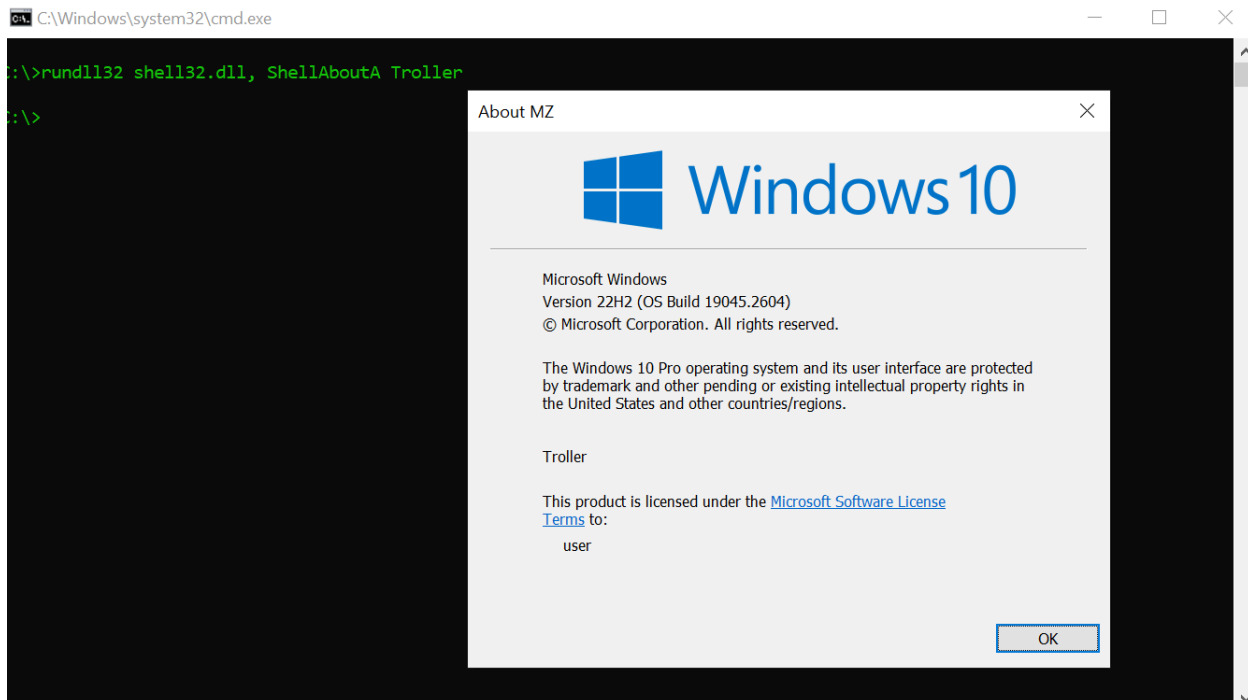 C:\Windows\system32\cmd.exe
:\>rundll32 shell32.dll, ShellAboutA Troller
:\>
About MZ
Windows 10
Microsoft Windows
Version 22H2 (OS Build 19045.2604)
© Microsoft Corporation. All rights reserved.
The Windows 10 Pro operating system and its user interface are protected
by trademark and other pending or existing intellectual property rights in
the United States and other countries/regions.
Troller
This product is licensed under the Microsoft Software License
Terms to:
user
OK